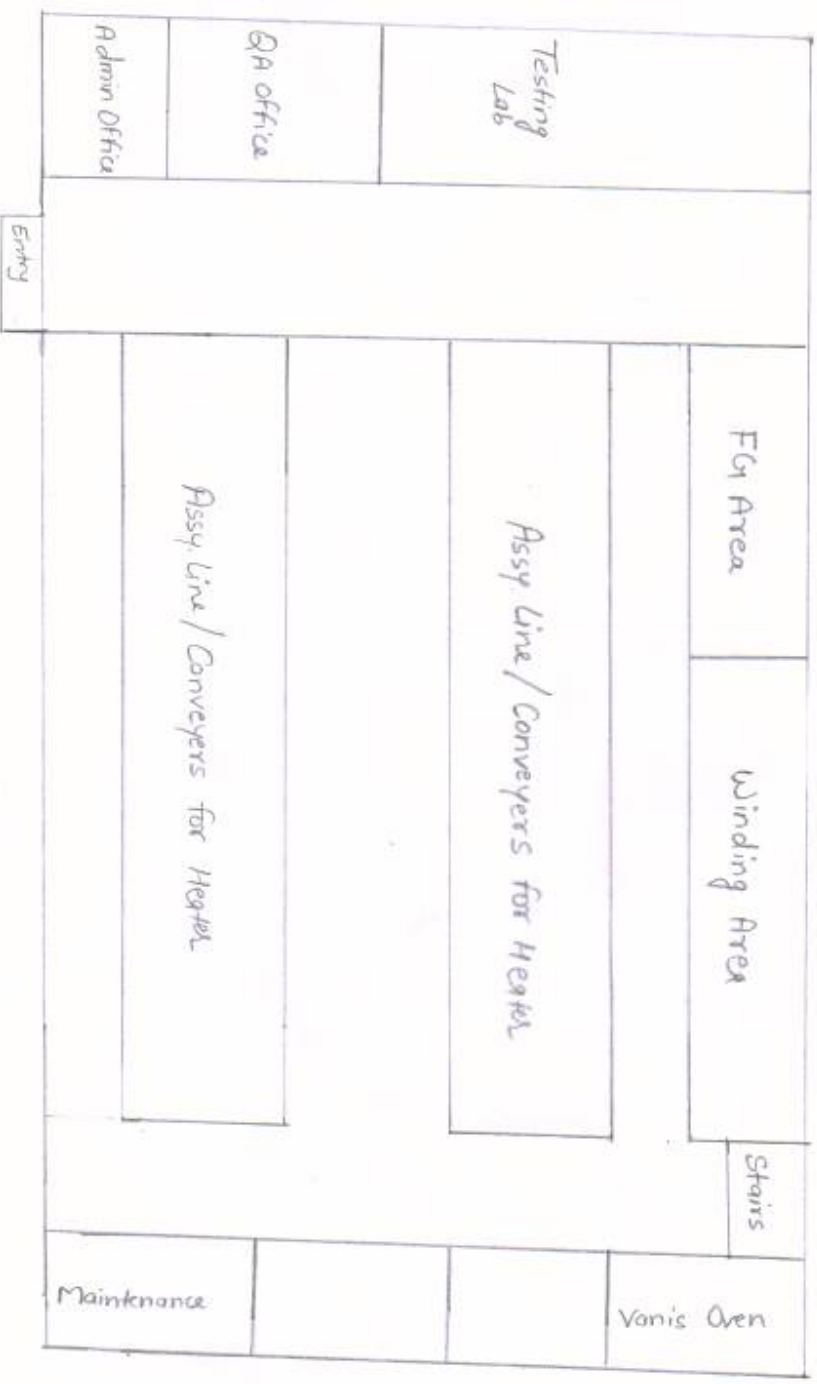 Testing
Lab
QA office
Admin Office
Entry
FG Area
Winding Area
Assy Line/Conveyers for Heater
Assy. Line/Conveyers for Heater
Stairs
Maintenance
Vanis Oven